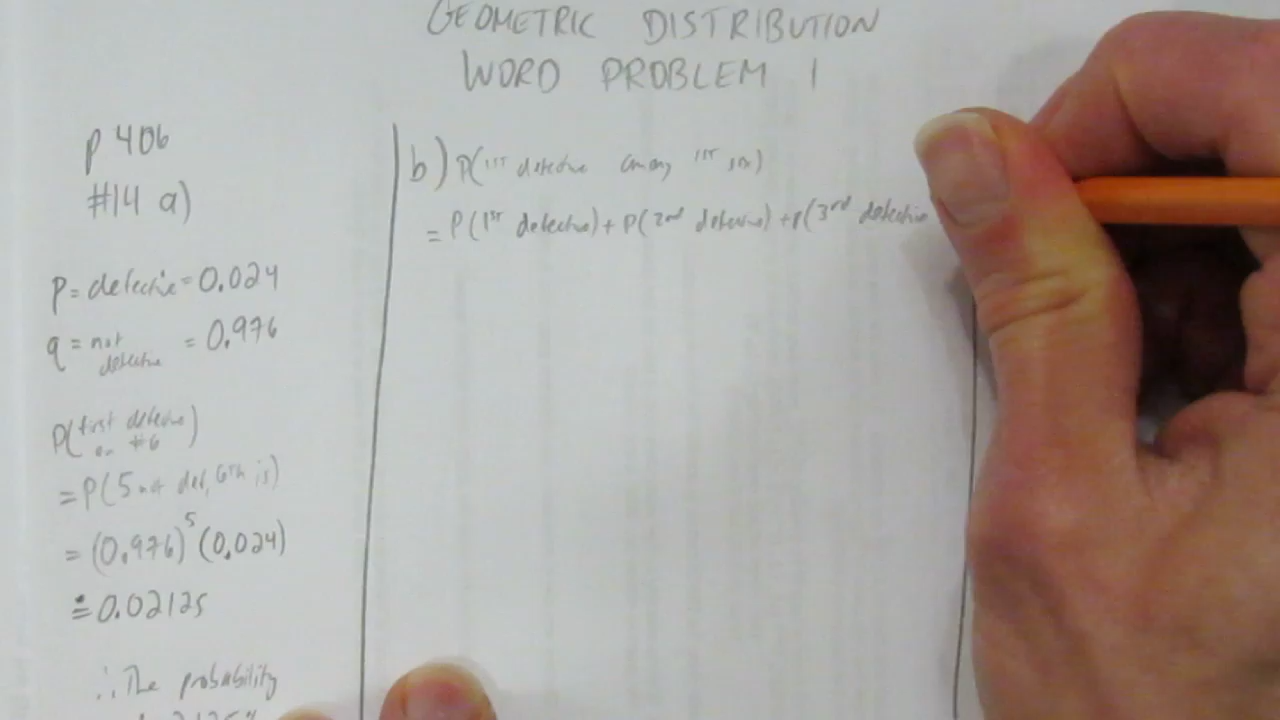 GEOMETRIC DISTRIBUTION
WORD PROBLEM 1
p 406
#14 a)
p = defective = 0.024
q = not defective = 0.976
P(first defective on #6)
= P(5 not def, 6th is)
= (0.976)^5 (0.024)
≐ 0.02125
∴ The probability
b) P(1ST defective among 1ST six)
= P(1st defective) + P(2nd defective) + P(3rd defective